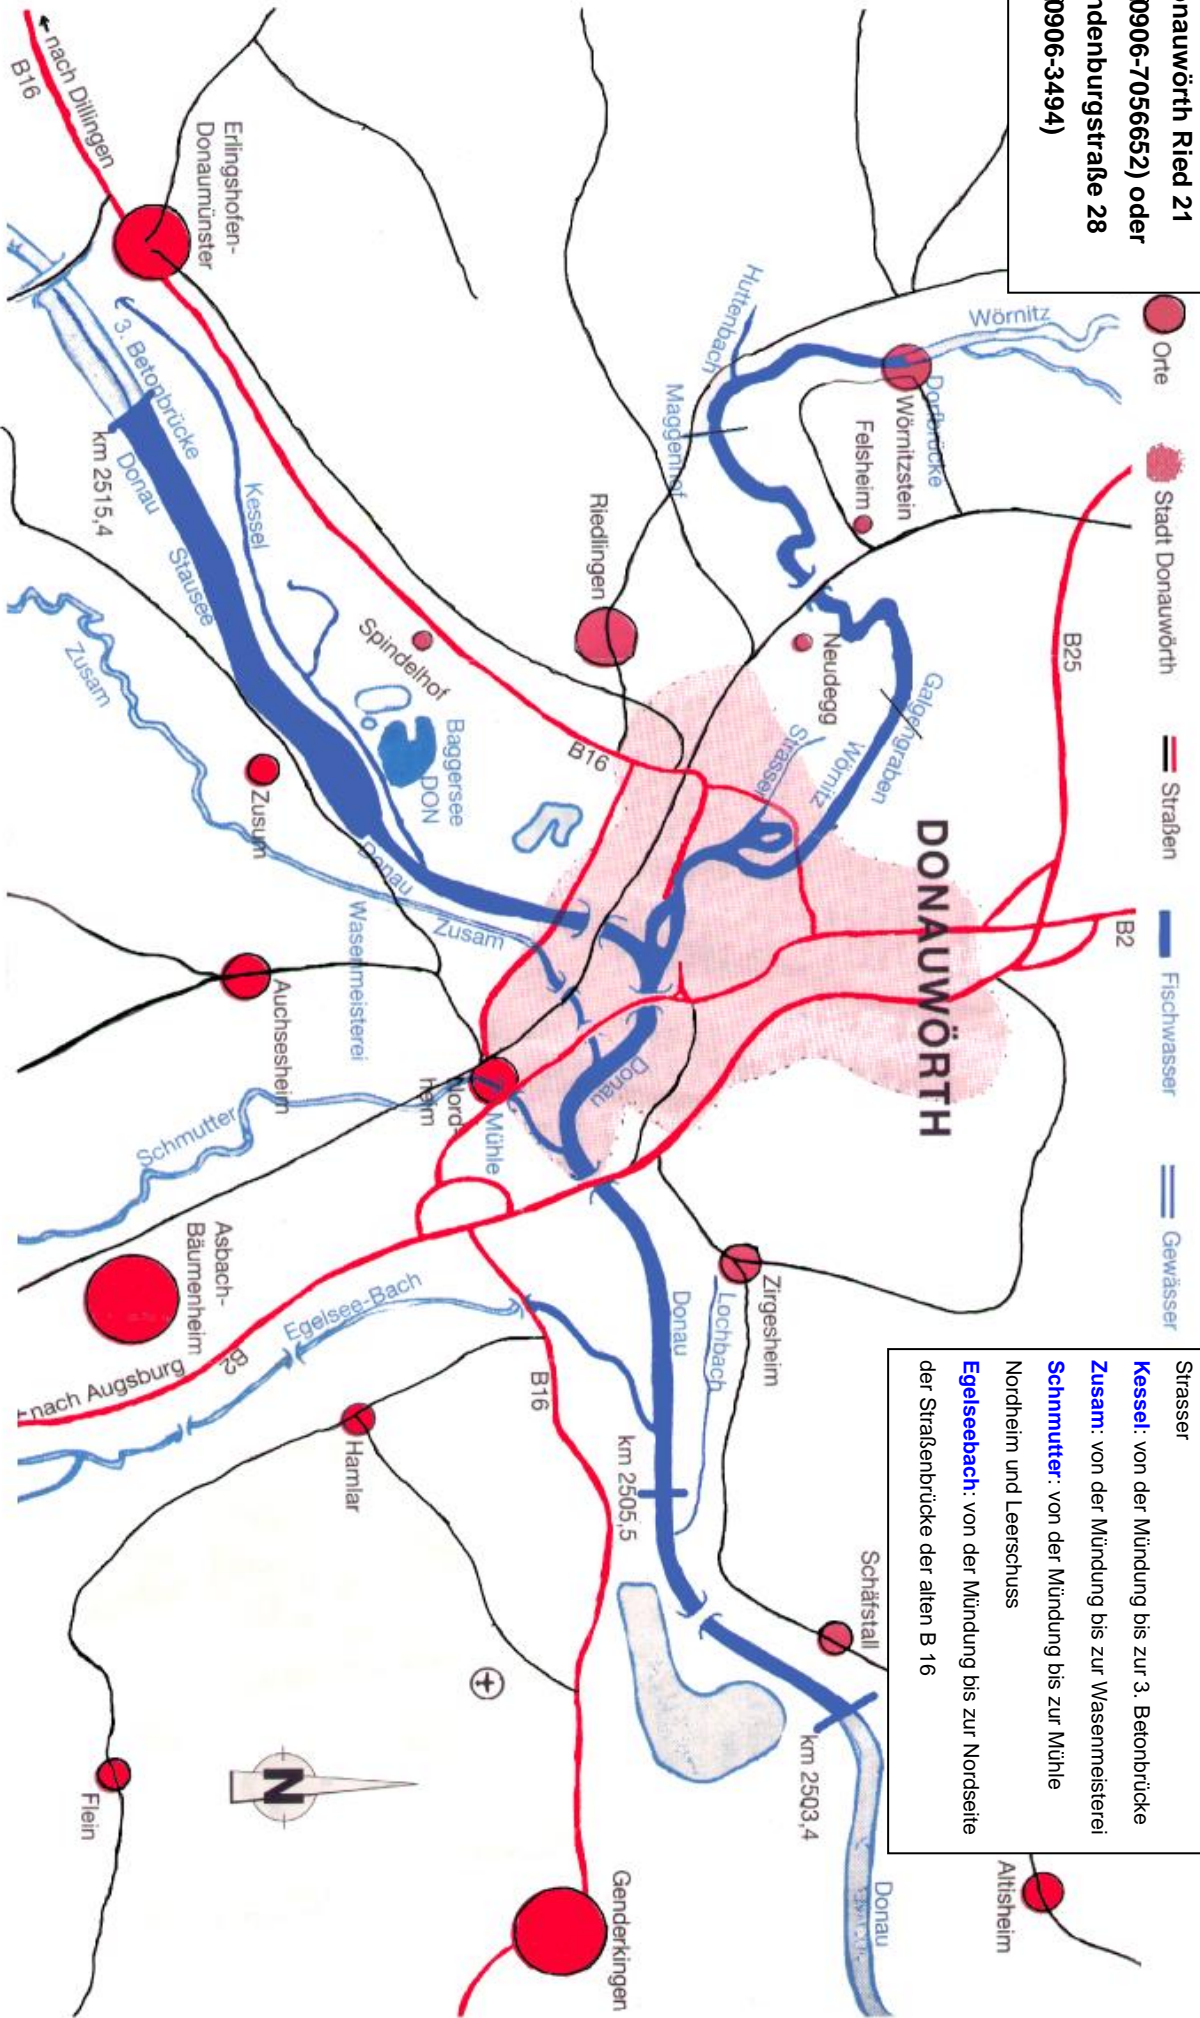 onauwörth Ried 21
0906-7056652) oder
ndenburgstraße 28
0906-3494)
Orte
Stadt Donauwörth
Straßen
Fischwasser
Gewässer
Strasser
Kessel: von der Mündung bis zur 3. Betonbrücke
Zusam: von der Mündung bis zur Wasenmeisterei
Schnmutter: von der Mündung bis zur Mühle
Nordheim und Leerschuss
Egelseebach: von der Mündung bis zur Nordseite
der Straßenbrücke der alten B 16
Wörnitz
Dorfbrücke
Wörnitzstein
Felsheim
Huttenbach
Maggenhof
B25
B2
DONAUWÖRTH
Galgengraben
Wörnitz
Neudegg
Strasser
Riedlingen
nach Dillingen
B16
Erlingshofen-
Donaumünster
3. Betonbrücke
Kessel
km 2515,4
Donau
Stausee
Spindelhof
Baggersee
DON
B16
Zusam
Zusum
Donau
Zusam
Wasenmeisterei
Auchsesheim
Schmutter
Nord-
heim
Mühle
Donau
Zirgesheim
Lochbach
Donau
Schäfstall
Altisheim
Asbach-
Bäumenheim
Egelsee-Bach
B2
nach Augsburg
B16
Hamlar
km 2505,5
km 2503,4
Donau
Genderkingen
N
Flein